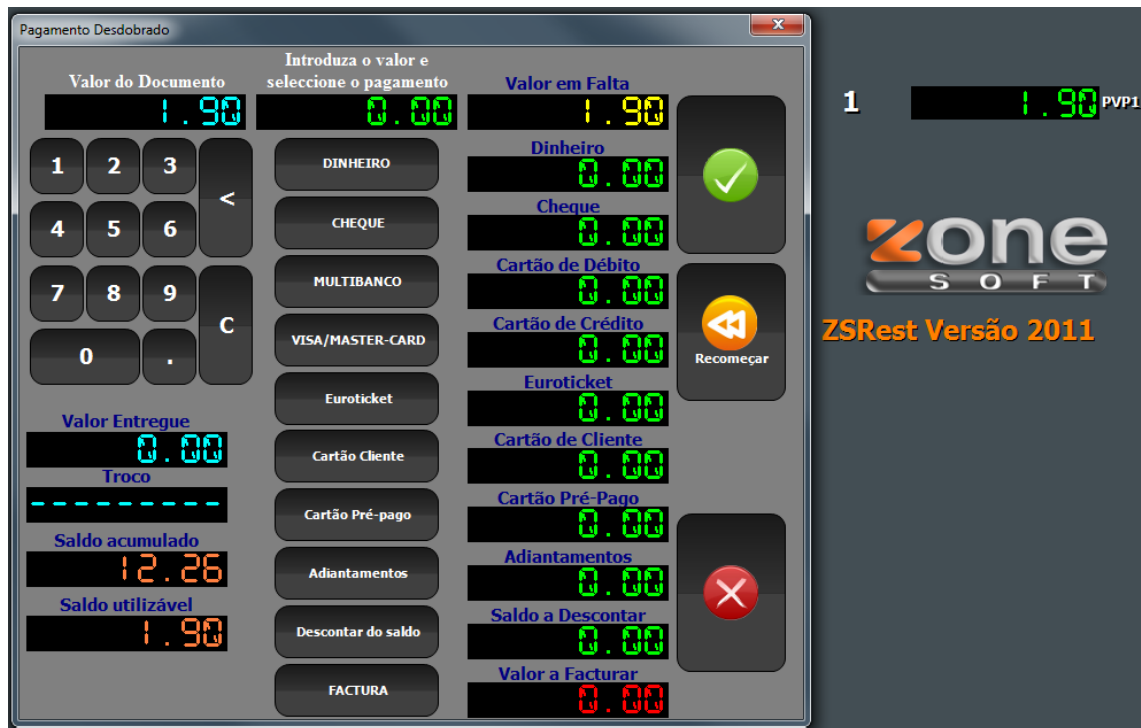 Pagamento Desdobrado
Valor do Documento
1.90
1
2
3
<
4
5
6
7
8
9
C
0
.
Valor Entregue
0.00
Troco
----------
Saldo acumulado
12.26
Saldo utilizável
1.90
Introduza o valor e
seleccione o pagamento
0.00
DINHEIRO
CHEQUE
MULTIBANCO
VISA/MASTER-CARD
Euroticket
Cartão Cliente
Cartão Pré-pago
Adiantamentos
Descontar do saldo
FACTURA
Valor em Falta
1.90
Dinheiro
0.00
Cheque
0.00
Cartão de Débito
0.00
Cartão de Crédito
0.00
Euroticket
0.00
Cartão de Cliente
0.00
Cartão Pré-Pago
0.00
Adiantamentos
0.00
Saldo a Descontar
0.00
Valor a Facturar
0.00
Recomeçar
1 1.90 PVP1
zone
SOFT
ZSRest Versão 2011